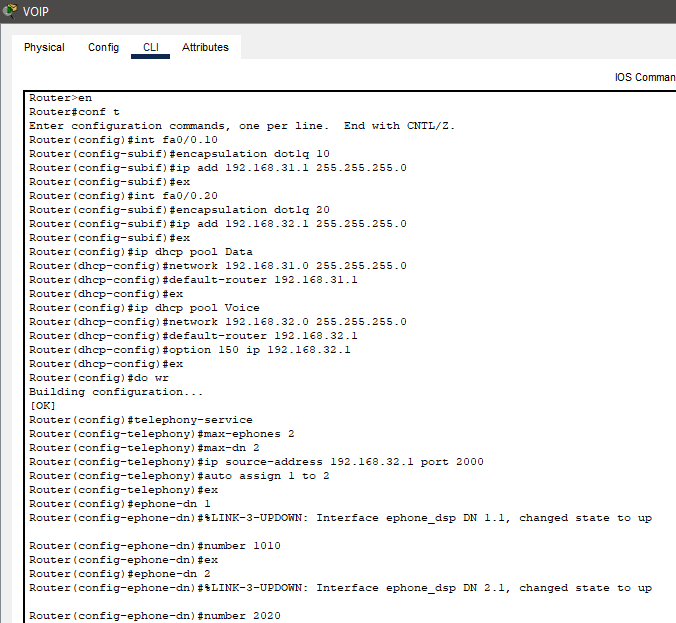 VOIP
Physical Config CLI Attributes
IOS Comman
Router>en
Router#conf t
Enter configuration commands, one per line.  End with CNTL/Z.
Router(config)#int fa0/0.10
Router(config-subif)#encapsulation dot1q 10
Router(config-subif)#ip add 192.168.31.1 255.255.255.0
Router(config-subif)#ex
Router(config)#int fa0/0.20
Router(config-subif)#encapsulation dot1q 20
Router(config-subif)#ip add 192.168.32.1 255.255.255.0
Router(config-subif)#ex
Router(config)#ip dhcp pool Data
Router(dhcp-config)#network 192.168.31.0 255.255.255.0
Router(dhcp-config)#default-router 192.168.31.1
Router(dhcp-config)#ex
Router(config)#ip dhcp pool Voice
Router(dhcp-config)#network 192.168.32.0 255.255.255.0
Router(dhcp-config)#default-router 192.168.32.1
Router(dhcp-config)#option 150 ip 192.168.32.1
Router(dhcp-config)#ex
Router(config)#do wr
Building configuration...
[OK]
Router(config)#telephony-service
Router(config-telephony)#max-ephones 2
Router(config-telephony)#max-dn 2
Router(config-telephony)#ip source-address 192.168.32.1 port 2000
Router(config-telephony)#auto assign 1 to 2
Router(config-telephony)#ex
Router(config)#ephone-dn 1
Router(config-ephone-dn)#%LINK-3-UPDOWN: Interface ephone_dsp DN 1.1, changed state to up
Router(config-ephone-dn)#number 1010
Router(config-ephone-dn)#ex
Router(config)#ephone-dn 2
Router(config-ephone-dn)#%LINK-3-UPDOWN: Interface ephone_dsp DN 2.1, changed state to up
Router(config-ephone-dn)#number 2020